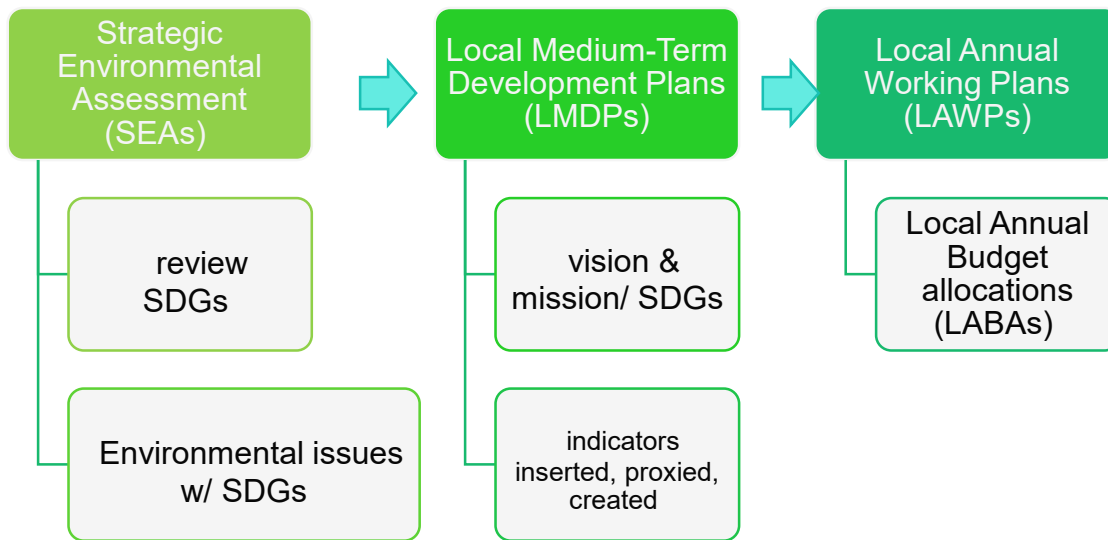 Strategic
Environmental
Assessment
(SEAs)
review
SDGs
Environmental issues
w/ SDGs
Local Medium-Term
Development Plans
(LMDPs)
vision &
mission/ SDGs
indicators
inserted, proxied,
created
Local Annual
Working Plans
(LAWPs)
Local Annual
Budget
allocations
(LABAs)